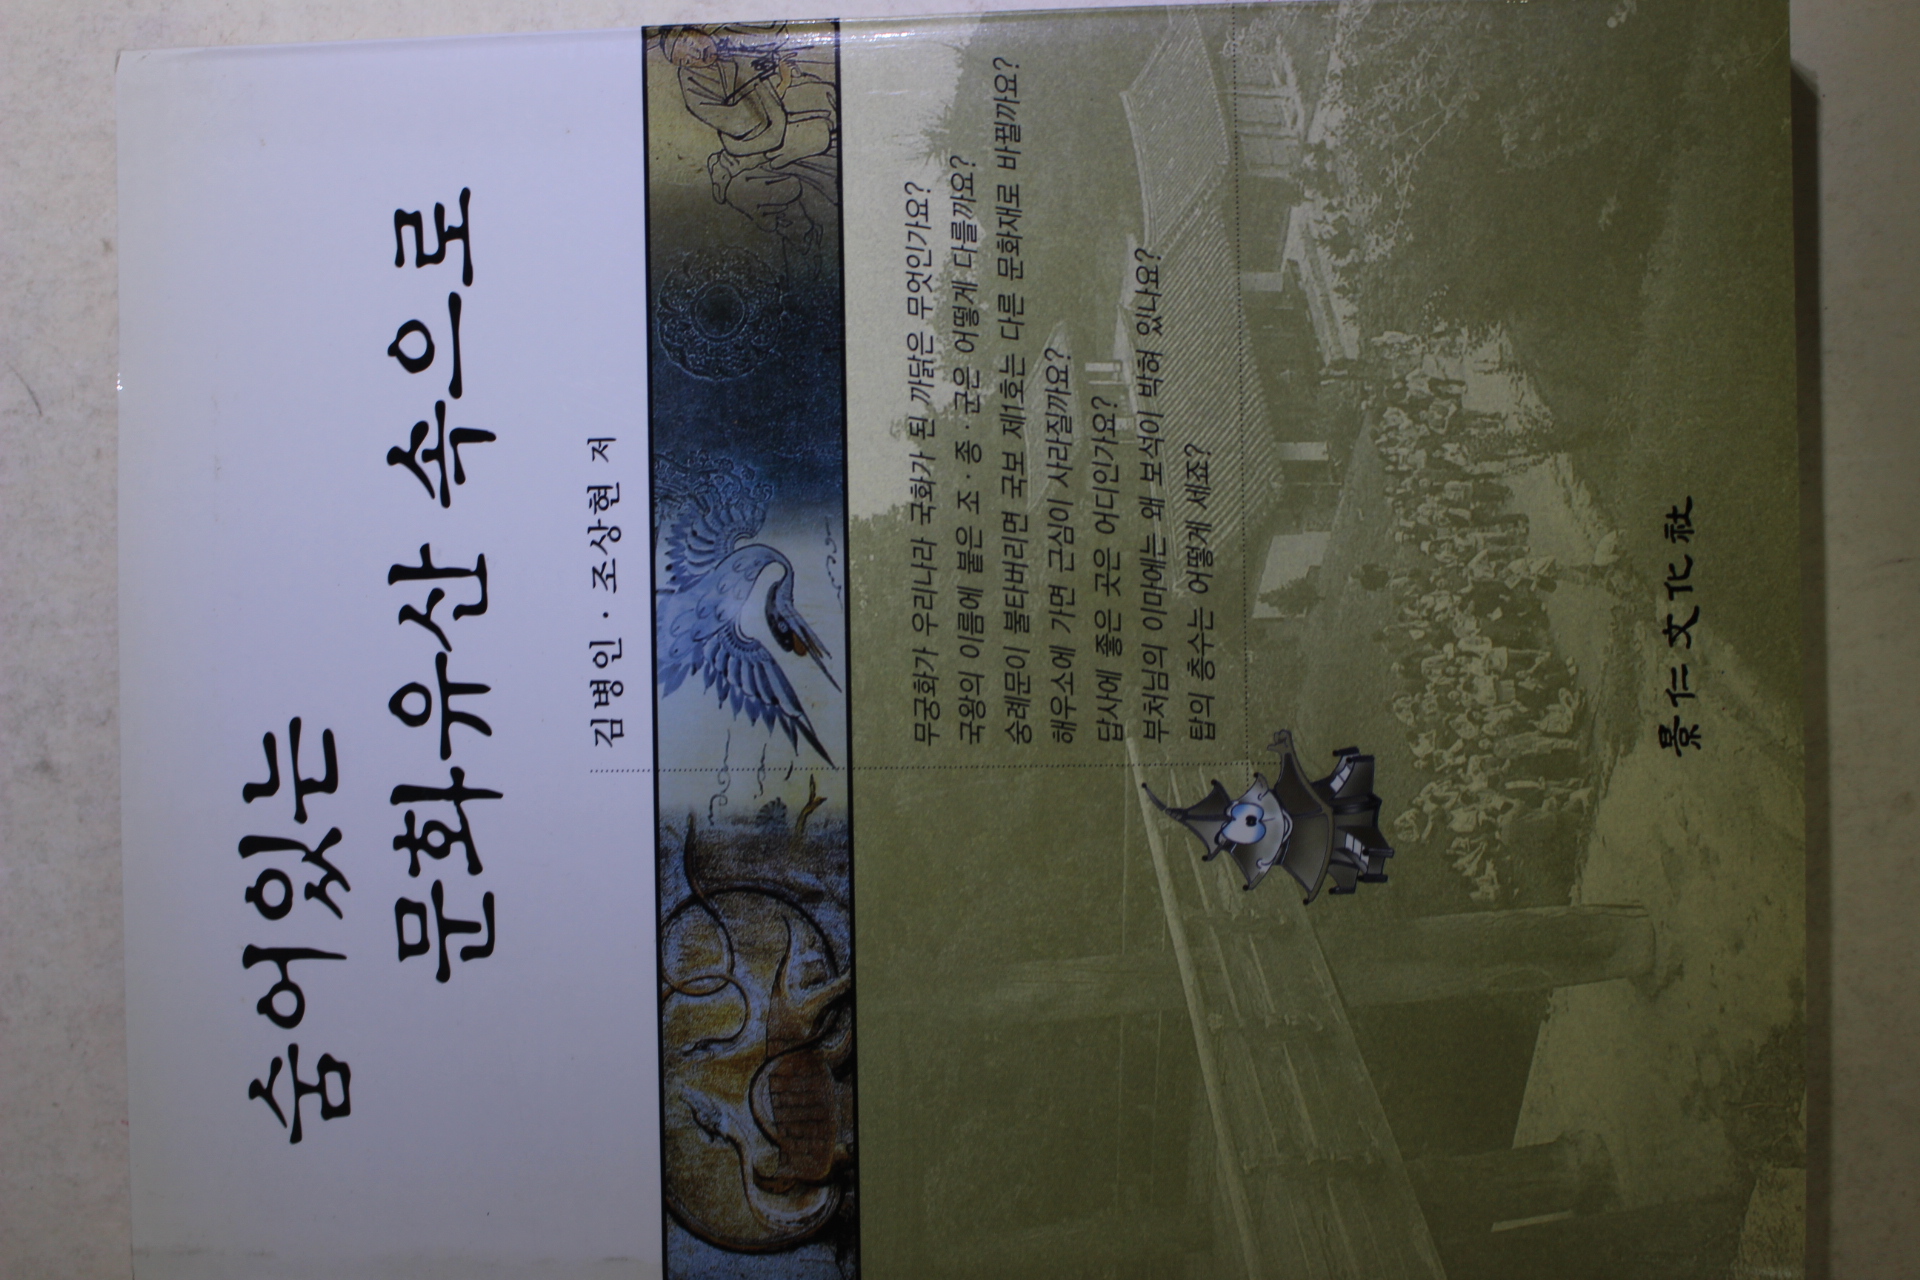 숨어있는
문화유산 속으로
김병인 · 조상현 저
무궁화가 우리나라 국화가 된 까닭은 무엇인가요?
국왕의 이름에 붙은 조 · 종 · 군은 어떻게 다를까요?
숭례문이 불타버리면 국보 제1호는 다른 문화재로 바뀔까요?
해우소에 가면 근심이 사라질까요?
답사에 좋은 곳은 어디인가요?
부처님의 이마에는 왜 보석이 박혀 있나요?
탑의 층수는 어떻게 세죠?
景仁文化社